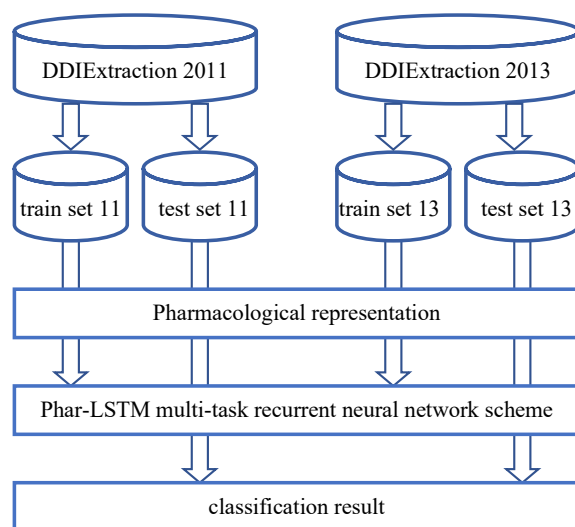 DDIExtraction 2011
DDIExtraction 2013
train set 11
test set 11
train set 13
test set 13
Pharmacological representation
Phar-LSTM multi-task recurrent neural network scheme
classification result